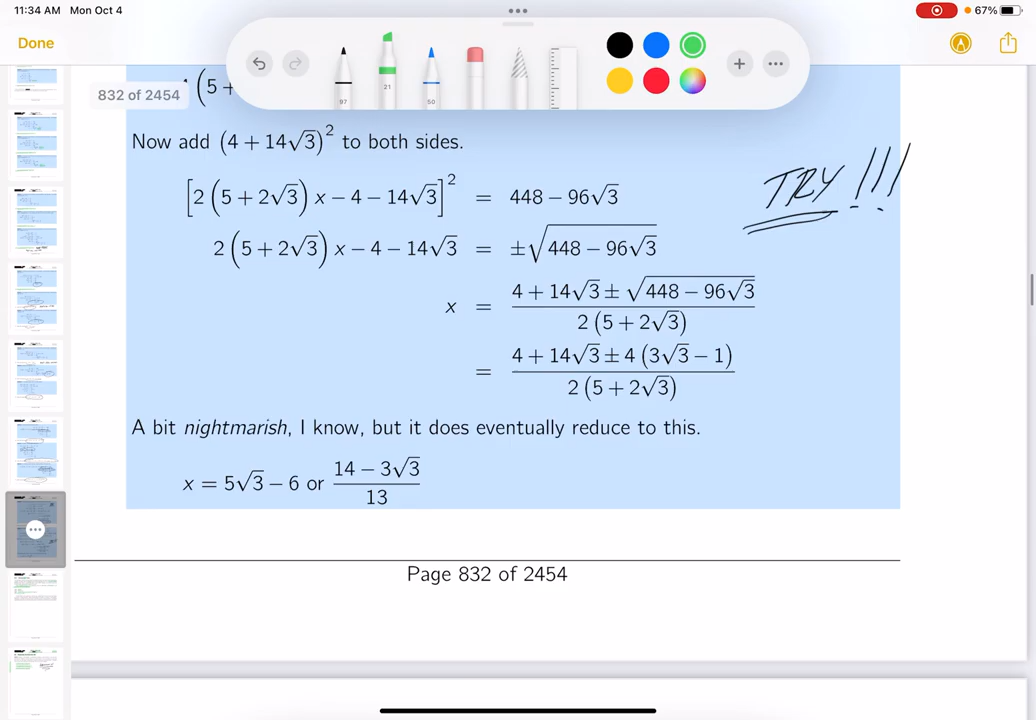 11:34 AM Mon Oct 4
67%
Done
97
21
50
832 of 2454
(5 +
Now add (4 + 14√3)² to both sides.
[2 (5 + 2√3) x − 4 − 14√3]² = 448 − 96√3
TRY!!!
2 (5 + 2√3) x − 4 − 14√3 = ±√(448 − 96√3)
x = (4 + 14√3 ± √(448 − 96√3)) / (2 (5 + 2√3))
= (4 + 14√3 ± 4 (3√3 − 1)) / (2 (5 + 2√3))
A bit nightmarish, I know, but it does eventually reduce to this.
x = 5√3 − 6 or (14 − 3√3) / 13
Page 832 of 2454